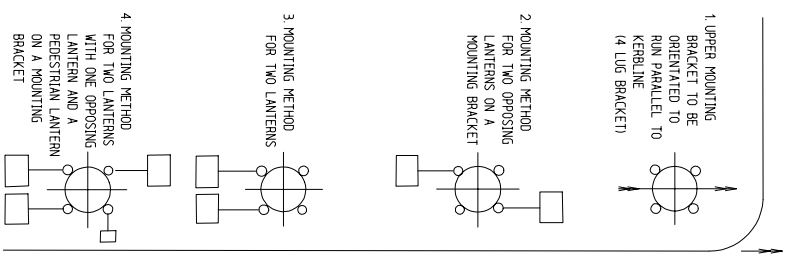 1. UPPER MOUNTING
BRACKET TO BE
ORIENTATED TO
RUN PARALLEL TO
KERBLINE
(4 LUG BRACKET)
2. MOUNTING METHOD
FOR TWO OPPOSING
LANTERNS ON A
MOUNTING BRACKET
3. MOUNTING METHOD
FOR TWO LANTERNS
4. MOUNTING METHOD
FOR TWO LANTERNS
WITH ONE OPPOSING
LANTERN AND A
PEDESTRIAN LANTERN
ON A MOUNTING
BRACKET